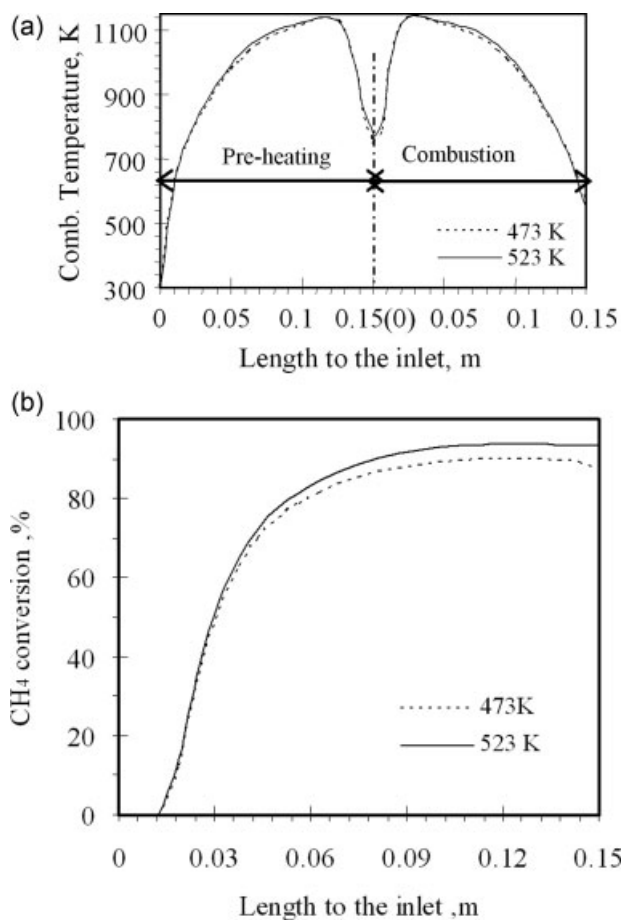 (a)
Comb. Temperature, K
1100
900
700
500
300
Pre-heating
Combustion
473 K
523 K
0 0.05 0.1 0.15(0) 0.05 0.1 0.15
Length to the inlet, m
(b)
CH4 conversion ,%
100
80
60
40
20
0
473K
523 K
0 0.03 0.06 0.09 0.12 0.15
Length to the inlet ,m